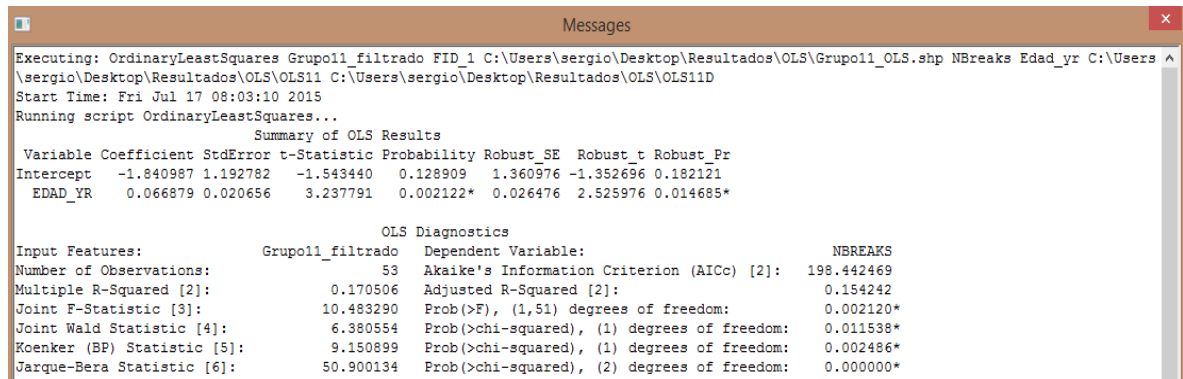 Messages
x
Executing: OrdinaryLeastSquares Grupo11_filtrado FID_1 C:\Users\sergio\Desktop\Resultados\OLS\Grupo11_OLS.shp NBreaks Edad_yr C:\Users
\sergio\Desktop\Resultados\OLS\OLS11 C:\Users\sergio\Desktop\Resultados\OLS\OLS11D
Start Time: Fri Jul 17 08:03:10 2015
Running script OrdinaryLeastSquares...
Summary of OLS Results
Variable Coefficient StdError t-Statistic Probability Robust_SE Robust_t Robust_Pr
Intercept -1.840987 1.192782 -1.543440 0.128909 1.360976 -1.352696 0.182121
EDAD_YR 0.066879 0.020656 3.237791 0.002122* 0.026476 2.525976 0.014685*
OLS Diagnostics
Input Features: Grupo11_filtrado Dependent Variable: NBREAKS
Number of Observations: 53 Akaike's Information Criterion (AICc) [2]: 198.442469
Multiple R-Squared [2]: 0.170506 Adjusted R-Squared [2]: 0.154242
Joint F-Statistic [3]: 10.483290 Prob(>F), (1,51) degrees of freedom: 0.002120*
Joint Wald Statistic [4]: 6.380554 Prob(>chi-squared), (1) degrees of freedom: 0.011538*
Koenker (BP) Statistic [5]: 9.150899 Prob(>chi-squared), (1) degrees of freedom: 0.002486*
Jarque-Bera Statistic [6]: 50.900134 Prob(>chi-squared), (2) degrees of freedom: 0.000000*